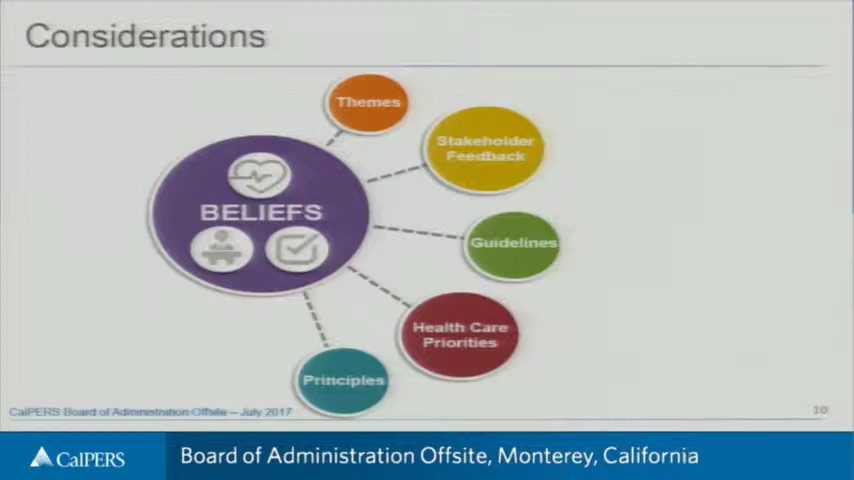 Considerations
Themes
Stakeholder
Feedback
BELIEFS
Guidelines
Health Care
Priorities
Principles
CalPERS Board of Administration Offsite – July 2017
10
CalPERS
Board of Administration Offsite, Monterey, California